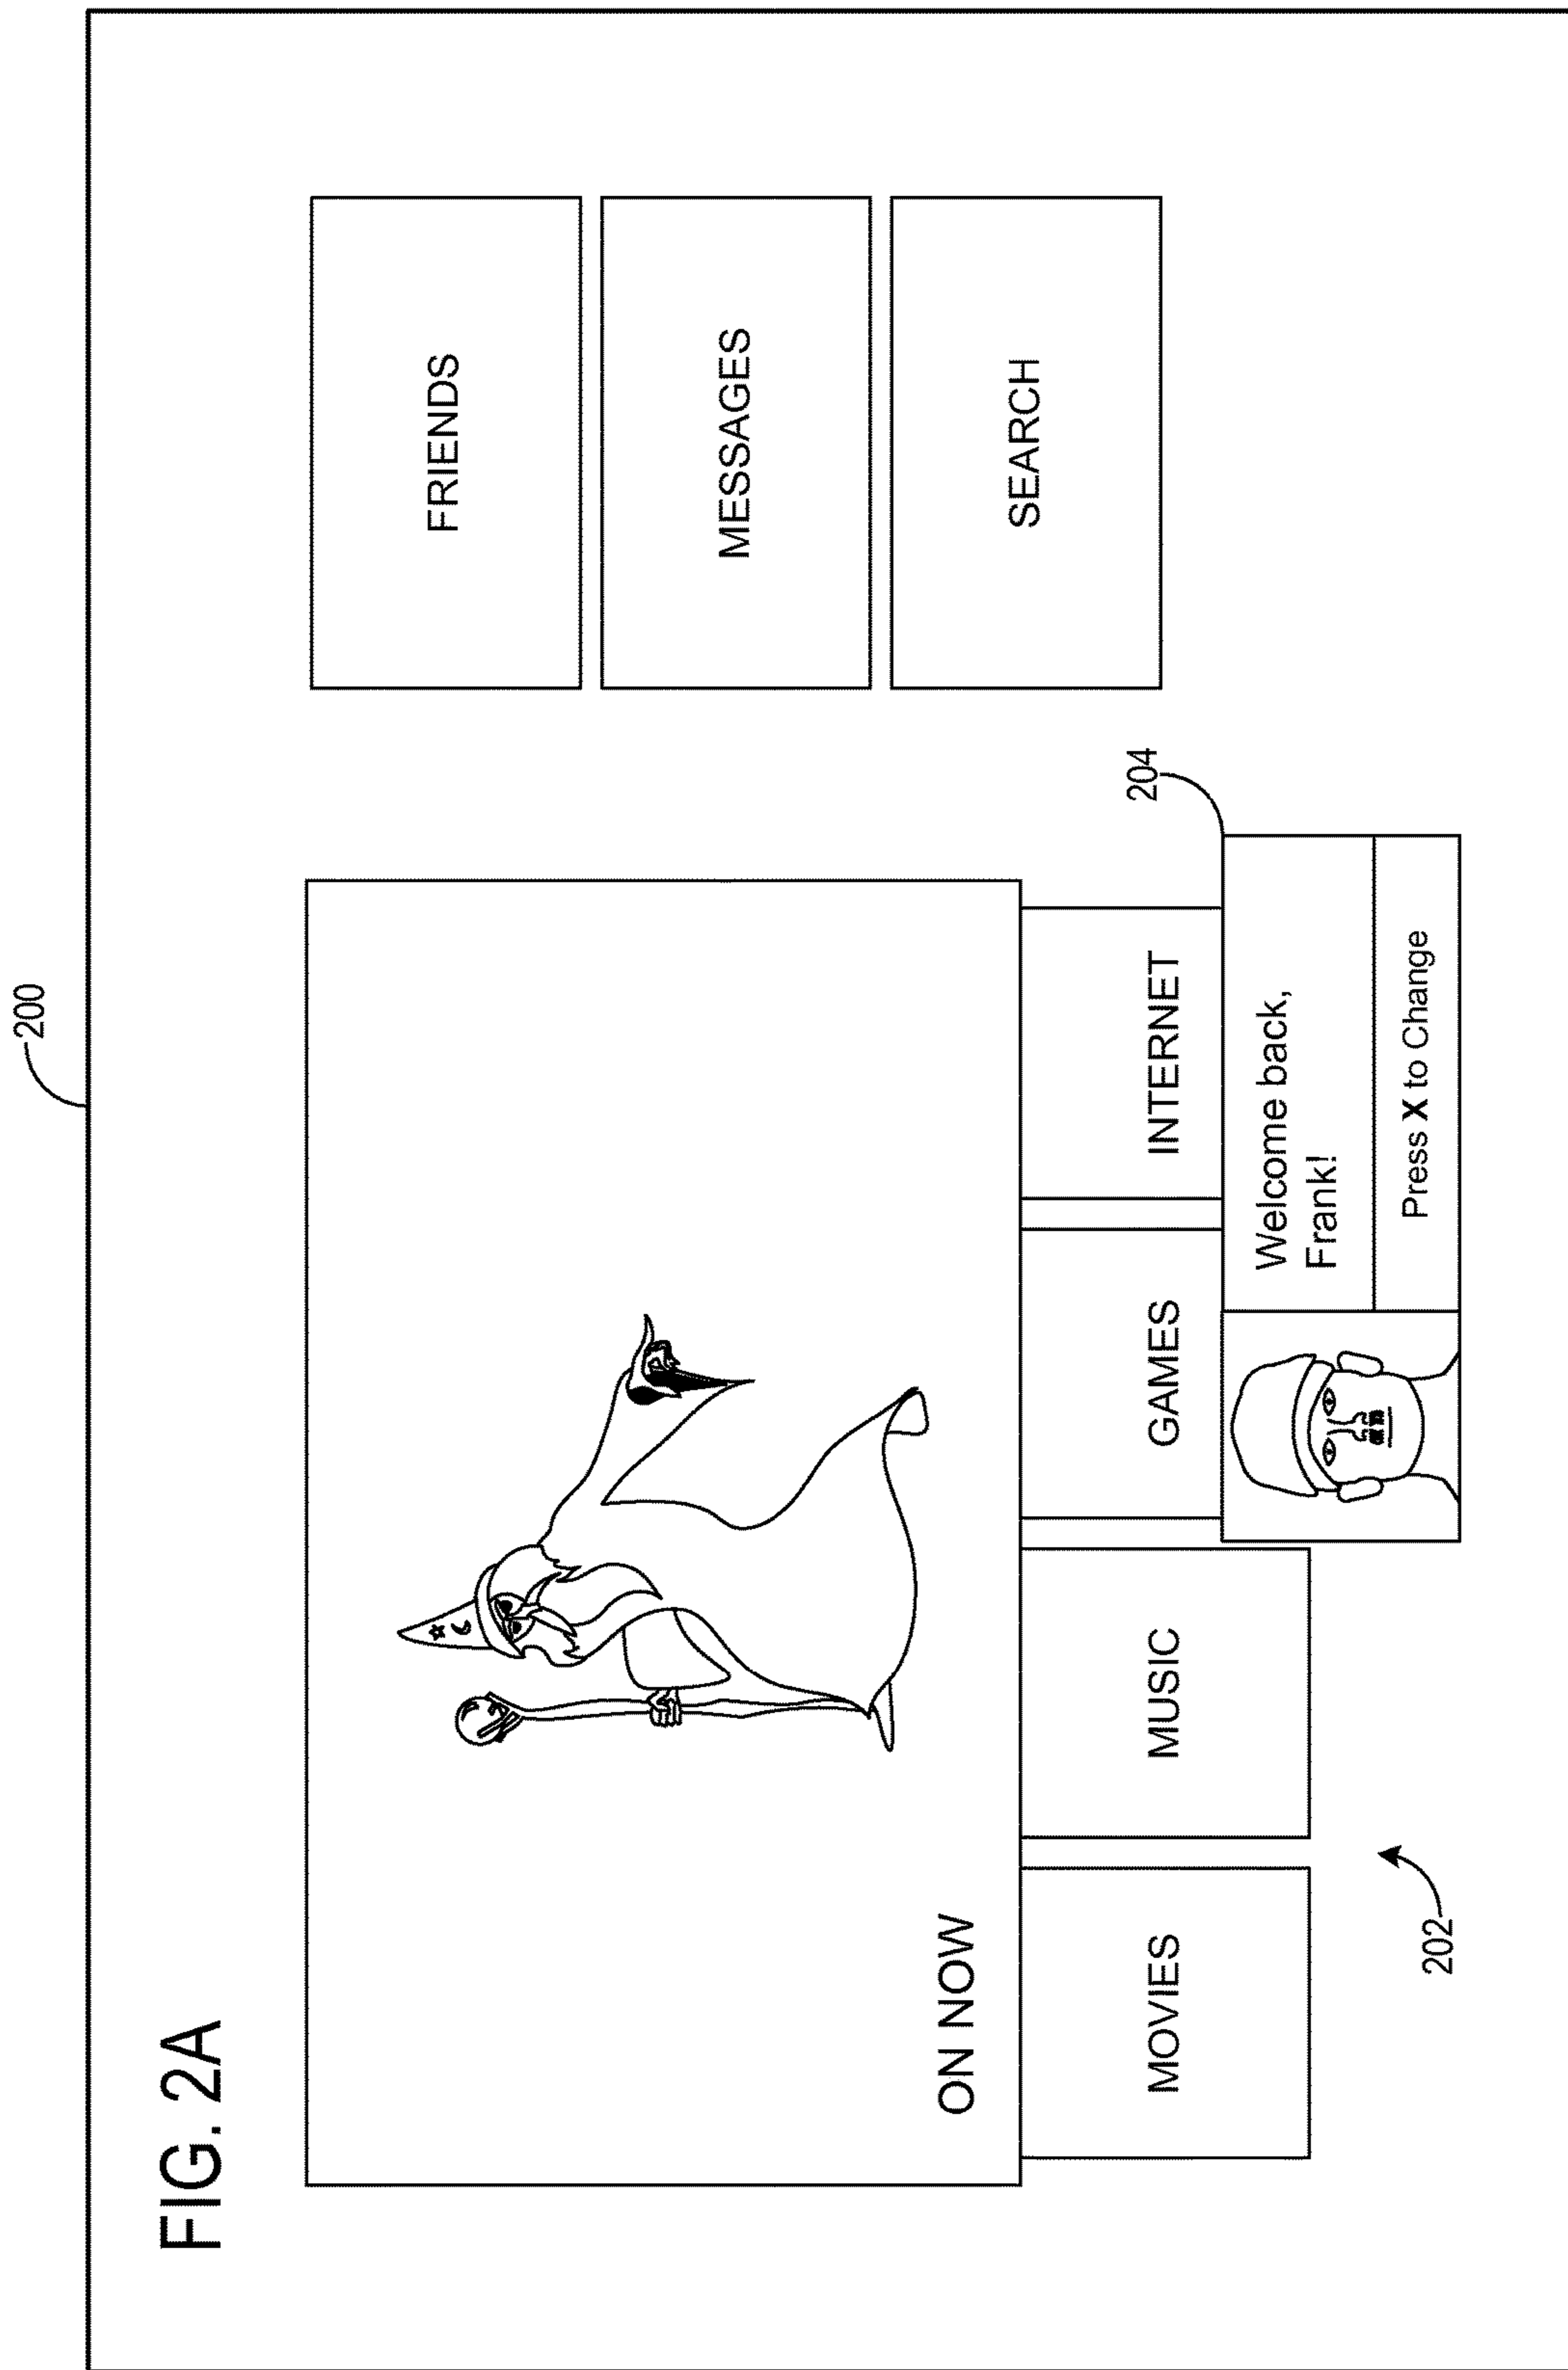 FIG. 2A
200
ON NOW
MOVIES
MUSIC
GAMES
INTERNET
FRIENDS
MESSAGES
SEARCH
204
Welcome back,
Frank!
Press X to Change
202